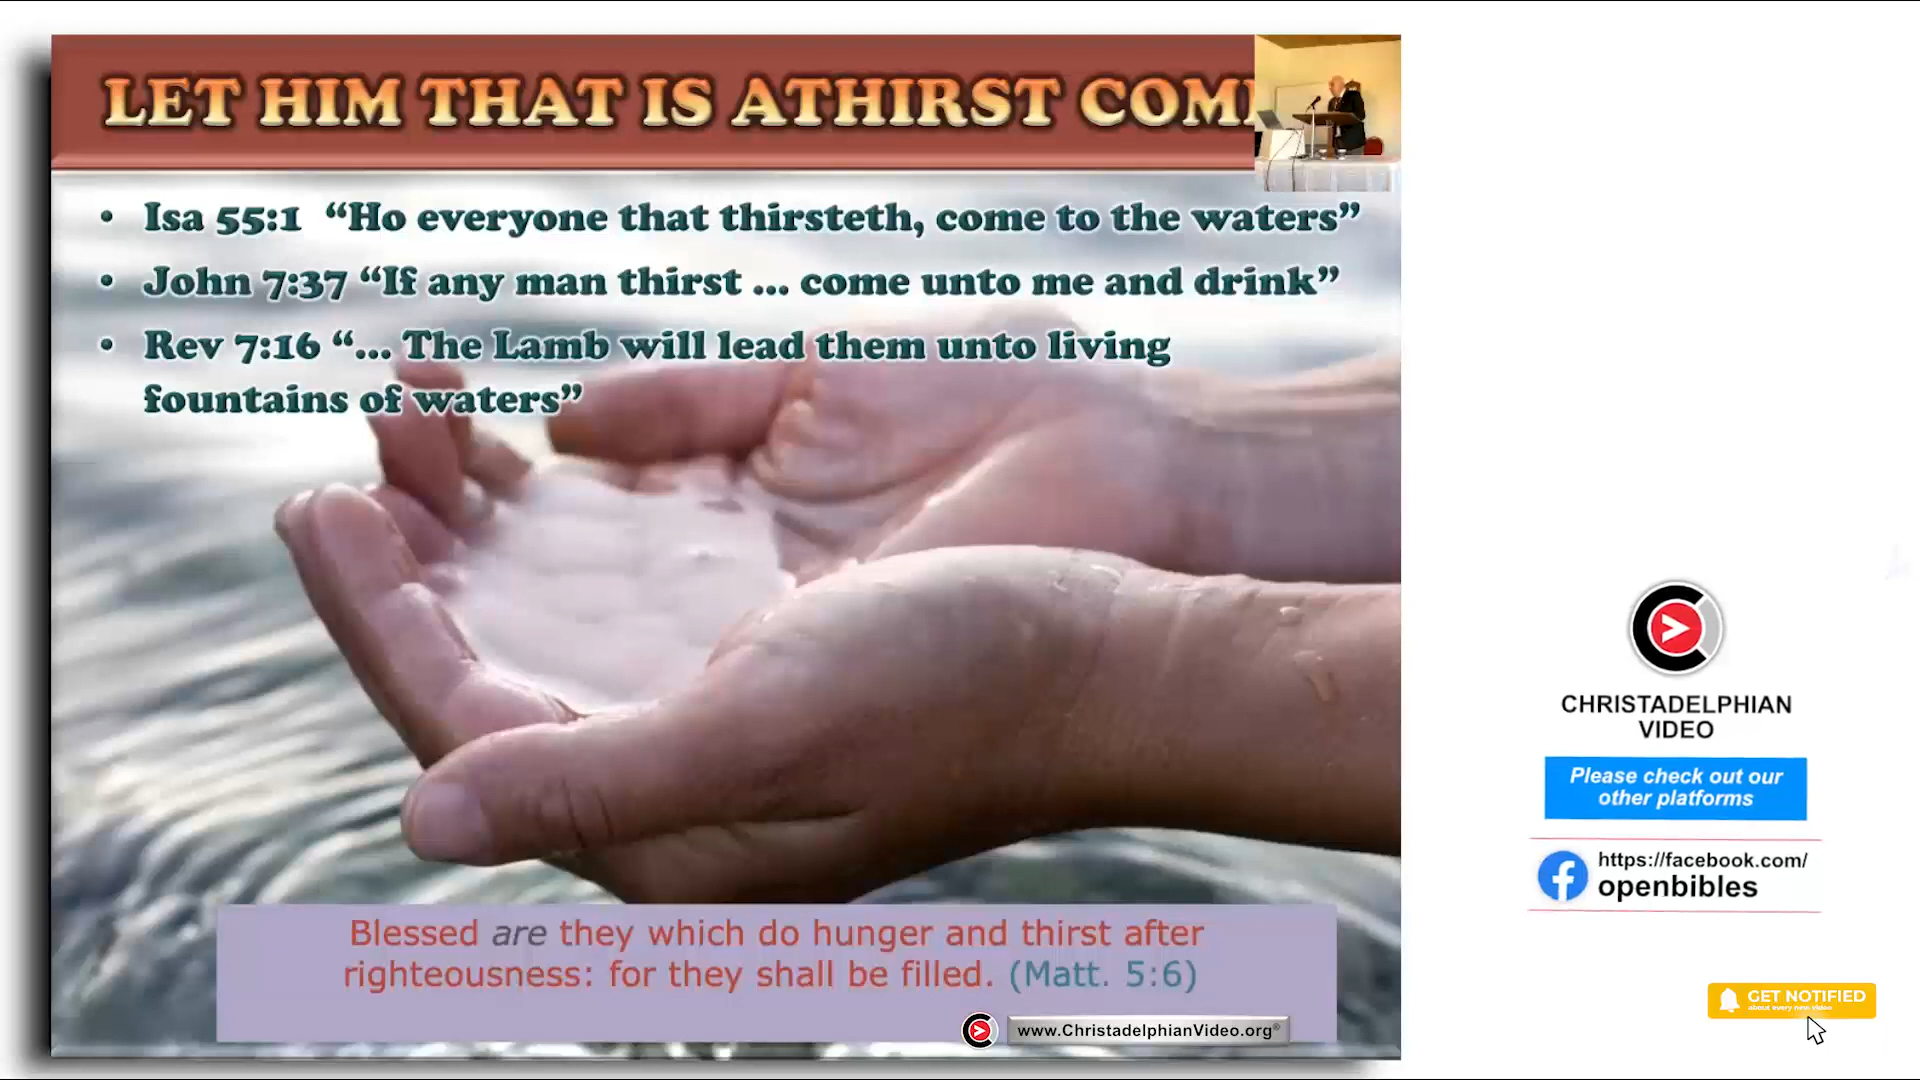 LET HIM THAT IS ATHIRST COM
• Isa 55:1 “Ho everyone that thirsteth, come to the waters”
• John 7:37 “If any man thirst ... come unto me and drink”
• Rev 7:16 “... The Lamb will lead them unto living
fountains of waters”
Blessed are they which do hunger and thirst after
righteousness: for they shall be filled. (Matt. 5:6)
www.ChristadelphianVideo.org®
CHRISTADELPHIAN
VIDEO
Please check out our
other platforms
https://facebook.com/
openbibles
GET NOTIFIED
about every new video